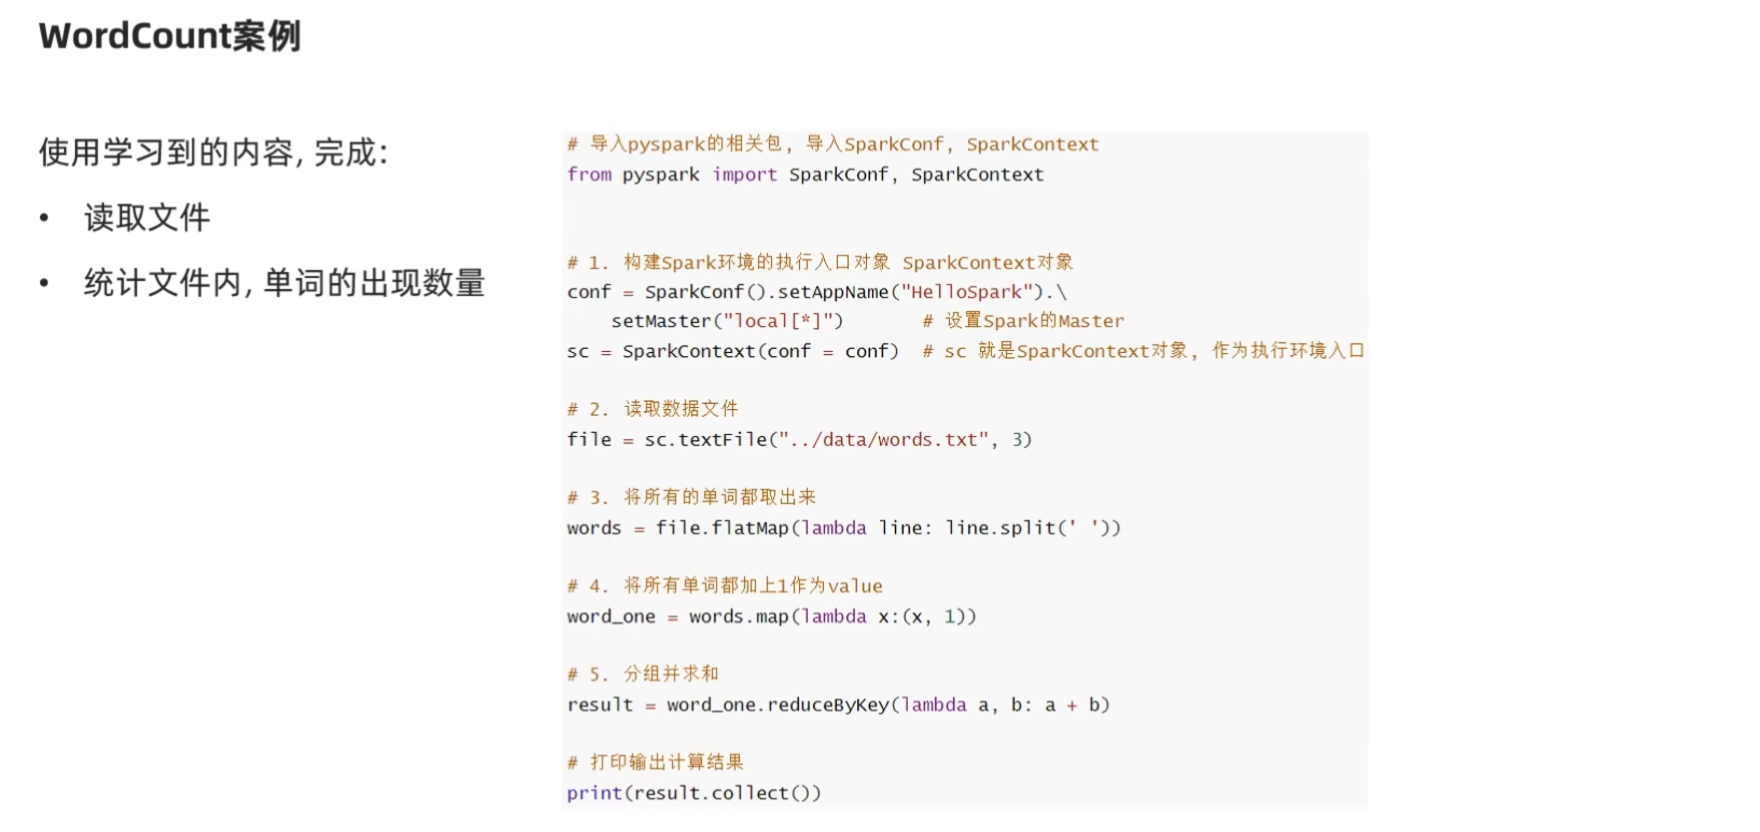 WordCount案例
使用学习到的内容, 完成:
• 读取文件
• 统计文件内, 单词的出现数量
# 导入pyspark的相关包, 导入SparkConf, SparkContext
from pyspark import SparkConf, SparkContext
# 1. 构建Spark环境的执行入口对象 SparkContext对象
conf = SparkConf().setAppName("HelloSpark").\
    setMaster("local[*]")       # 设置Spark的Master
sc = SparkContext(conf = conf)  # sc 就是SparkContext对象, 作为执行环境入口
# 2. 读取数据文件
file = sc.textFile("../data/words.txt", 3)
# 3. 将所有的单词都取出来
words = file.flatMap(lambda line: line.split(' '))
# 4. 将所有单词都加上1作为value
word_one = words.map(lambda x:(x, 1))
# 5. 分组并求和
result = word_one.reduceByKey(lambda a, b: a + b)
# 打印输出计算结果
print(result.collect())